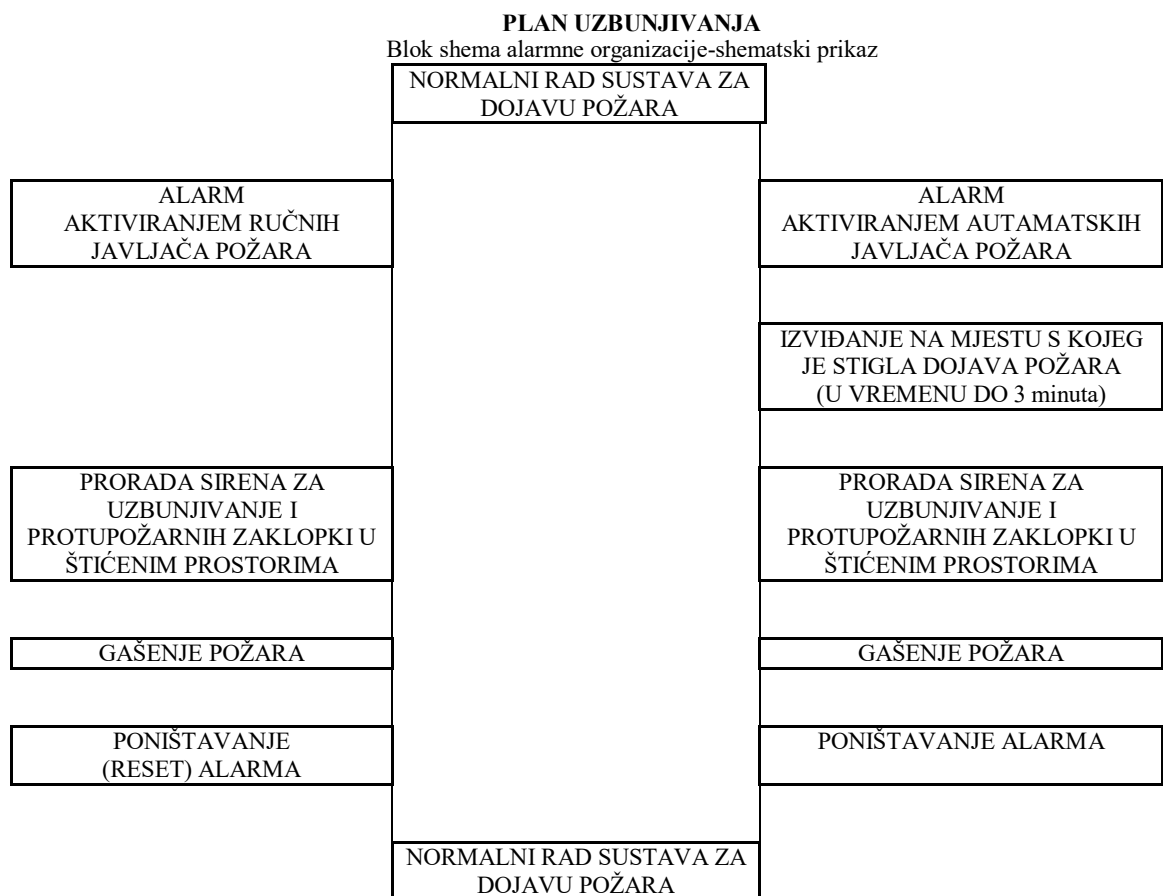 PLAN UZBUNJIVANJA
Blok shema alarmne organizacije-shematski prikaz
NORMALNI RAD SUSTAVA ZA
DOJAVU POŽARA
ALARM
AKTIVIRANJEM RUČNIH
JAVLJAČA POŽARA
ALARM
AKTIVIRANJEM AUTAMATSKIH
JAVLJAČA POŽARA
IZVIĐANJE NA MJESTU S KOJEG
JE STIGLA DOJAVA POŽARA
(U VREMENU DO 3 minuta)
PRORADA SIRENA ZA
UZBUNJIVANJE I
PROTUPOŽARNIH ZAKLOPKI U
ŠTIĆENIM PROSTORIMA
PRORADA SIRENA ZA
UZBUNJIVANJE I
PROTUPOŽARNIH ZAKLOPKI U
ŠTIĆENIM PROSTORIMA
GAŠENJE POŽARA
GAŠENJE POŽARA
PONIŠTAVANJE
(RESET) ALARMA
PONIŠTAVANJE ALARMA
NORMALNI RAD SUSTAVA ZA
DOJAVU POŽARA